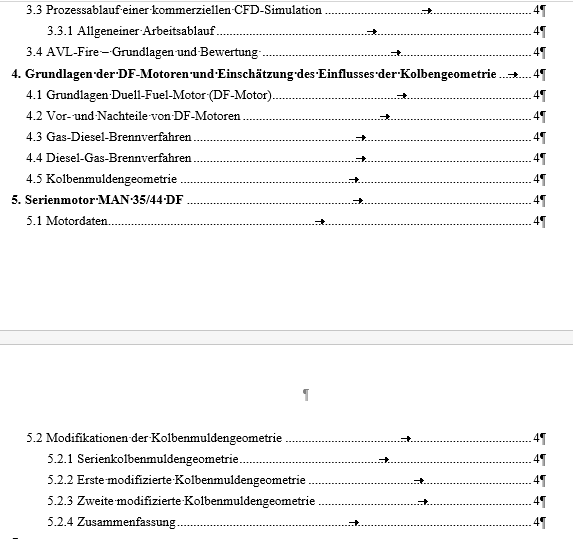 3.3 Prozessablauf einer kommerziellen CFD-Simulation → 4¶
3.3.1 Allgeneiner Arbeitsablauf → 4¶
3.4 AVL-Fire – Grundlagen und Bewertung → 4¶
4. Grundlagen der DF-Motoren und Einschätzung des Einflusses der Kolbengeometrie → 4¶
4.1 Grundlagen Duell-Fuel-Motor (DF-Motor) → 4¶
4.2 Vor- und Nachteile von DF-Motoren → 4¶
4.3 Gas-Diesel-Brennverfahren → 4¶
4.4 Diesel-Gas-Brennverfahren → 4¶
4.5 Kolbenmuldengeometrie → 4¶
5. Serienmotor MAN 35/44 DF → 4¶
5.1 Motordaten → 4¶
¶
5.2 Modifikationen der Kolbenmuldengeometrie → 4¶
5.2.1 Serienkolbenmuldengeometrie → 4¶
5.2.2 Erste modifizierte Kolbenmuldengeometrie → 4¶
5.2.3 Zweite modifizierte Kolbenmuldengeometrie → 4¶
5.2.4 Zusammenfassung → 4¶